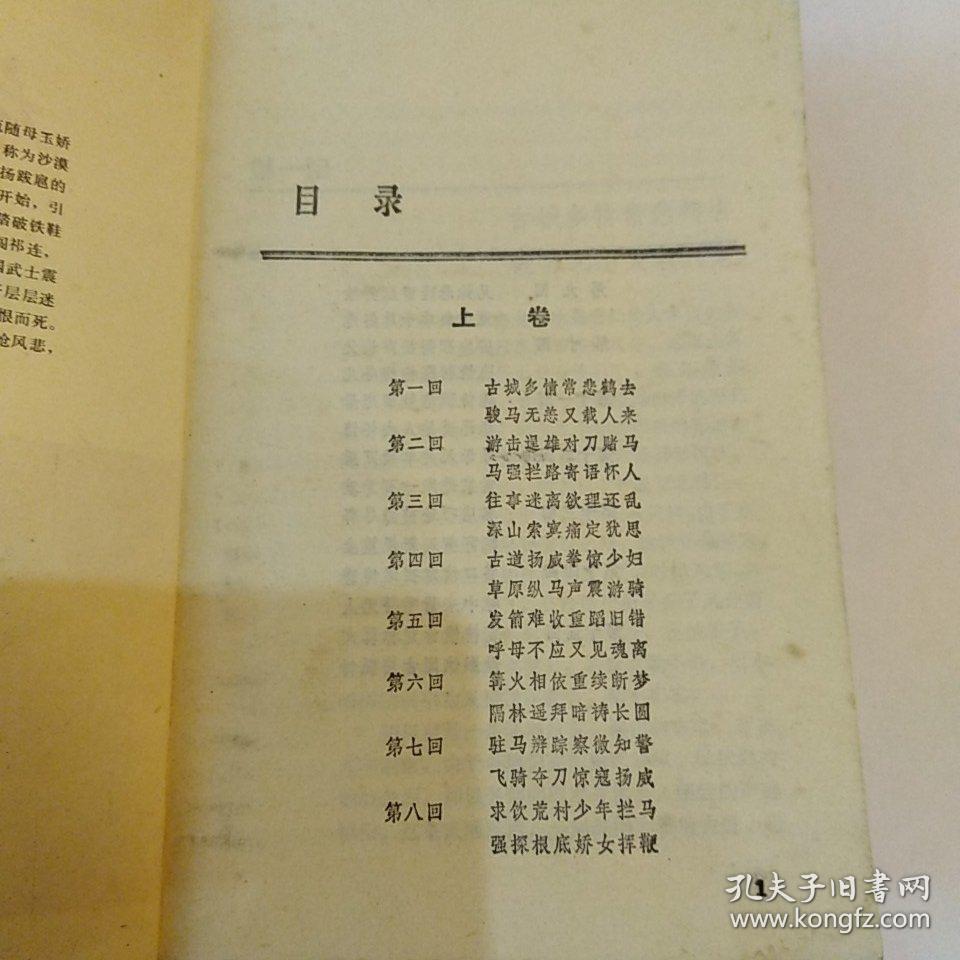 随母玉娇
称为沙漠
扬跋扈的
开始，引
踏破铁鞋
闯祁连，
国武士震
层层迷
恨而死。
风悲，
目录
上卷
第一回 古城多情常悲鹤去
骏马无恙又载人来
第二回 游击逞雄对刀赌马
马强拦路寄语怀人
第三回 往事迷离欲理还乱
深山索寞痛定犹思
第四回 古道扬威拳惊少妇
草原纵马声震游骑
第五回 发箭难收重蹈旧错
呼母不应又见魂离
第六回 篝火相依重续断梦
隔林遥拜暗祷长圆
第七回 驻马辨踪察微知警
飞骑夺刀惊寇扬威
第八回 求饮荒村少年拦马
强探根底娇女挥鞭
1
孔夫子旧书网
www.kongfz.com